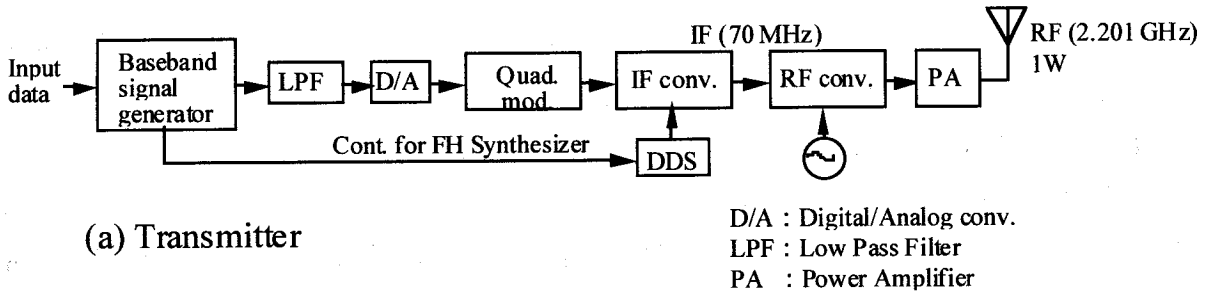 Input data
Baseband signal generator
LPF
D/A
Quad. mod.
IF conv.
IF (70 MHz)
RF conv.
PA
RF (2.201 GHz)
1W
Cont. for FH Synthesizer
DDS
(a) Transmitter
D/A : Digital/Analog conv.
LPF : Low Pass Filter
PA : Power Amplifier